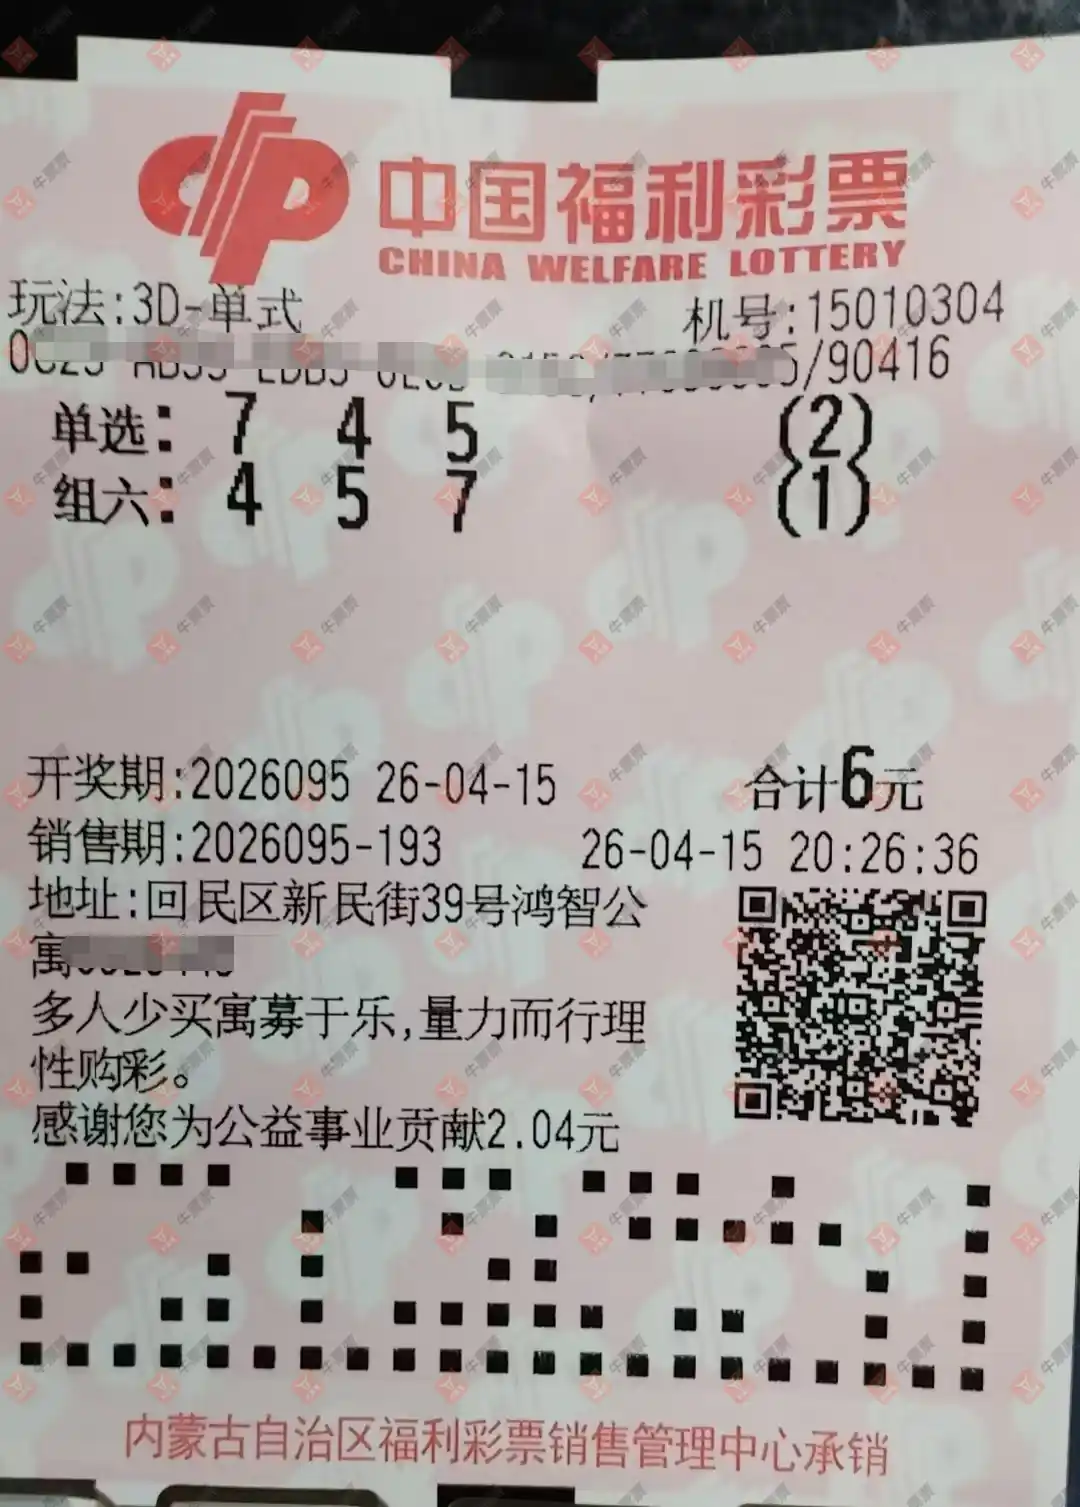 中国福利彩票
CHINA WELFARE LOTTERY
玩法:3D-单式 机号:15010304
/90416
单选: 7 4 5 (2)
组六: 4 5 7 (1)
开奖期:2026095 26-04-15 合计6元
销售期:2026095-193 26-04-15 20:26:36
地址:回民区新民街39号鸿智公
寓
多人少买寓募于乐,量力而行理
性购彩。
感谢您为公益事业贡献2.04元
内蒙古自治区福利彩票销售管理中心承销
牛票票